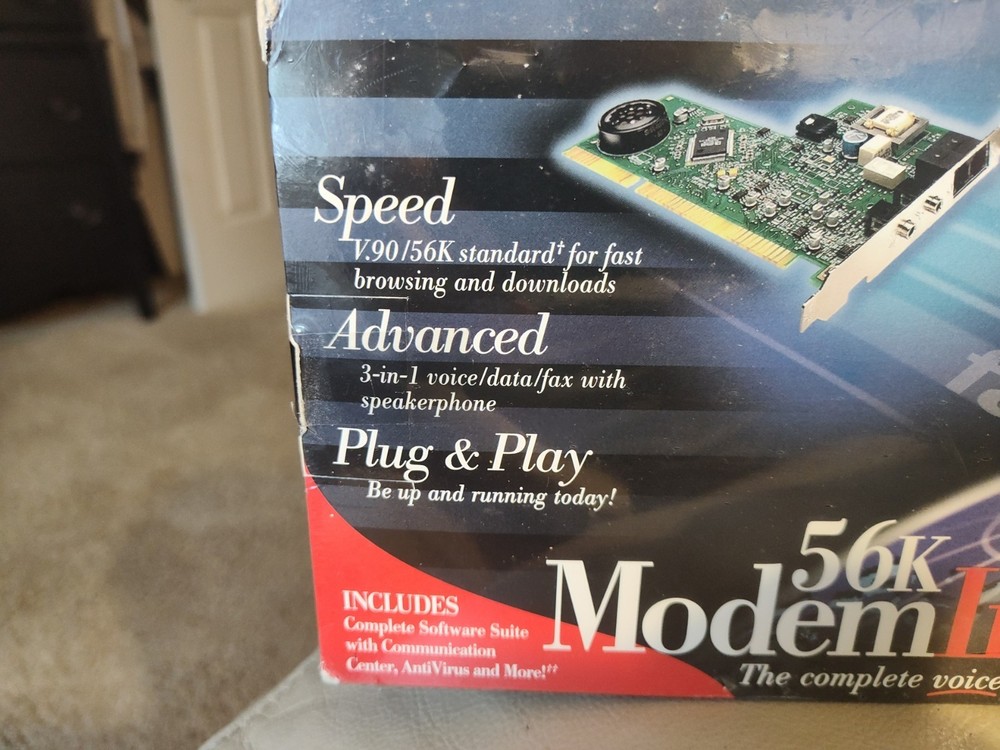 Speed
V.90/56K standard† for fast
browsing and downloads
Advanced
3-in-1 voice/data/fax with
speakerphone
Plug & Play
Be up and running today!
INCLUDES
Complete Software Suite
with Communication
Center, AntiVirus and More!††
56K
Modem
The complete voice